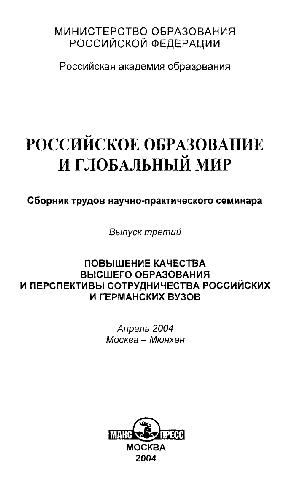 МИНИСТЕРСТВО ОБРАЗОВАНИЯ
РОССИЙСКОЙ ФЕДЕРАЦИИ
Российская академия образования
РОССИЙСКОЕ ОБРАЗОВАНИЕ
И ГЛОБАЛЬНЫЙ МИР
Сборник трудов научно-практического семинара
Выпуск третий
ПОВЫШЕНИЕ КАЧЕСТВА
ВЫСШЕГО ОБРАЗОВАНИЯ
И ПЕРСПЕКТИВЫ СОТРУДНИЧЕСТВА РОССИЙСКИХ
И ГЕРМАНСКИХ ВУЗОВ
Апрель 2004
Москва – Мюнхен
МАКС ПРЕСС
МОСКВА
2004